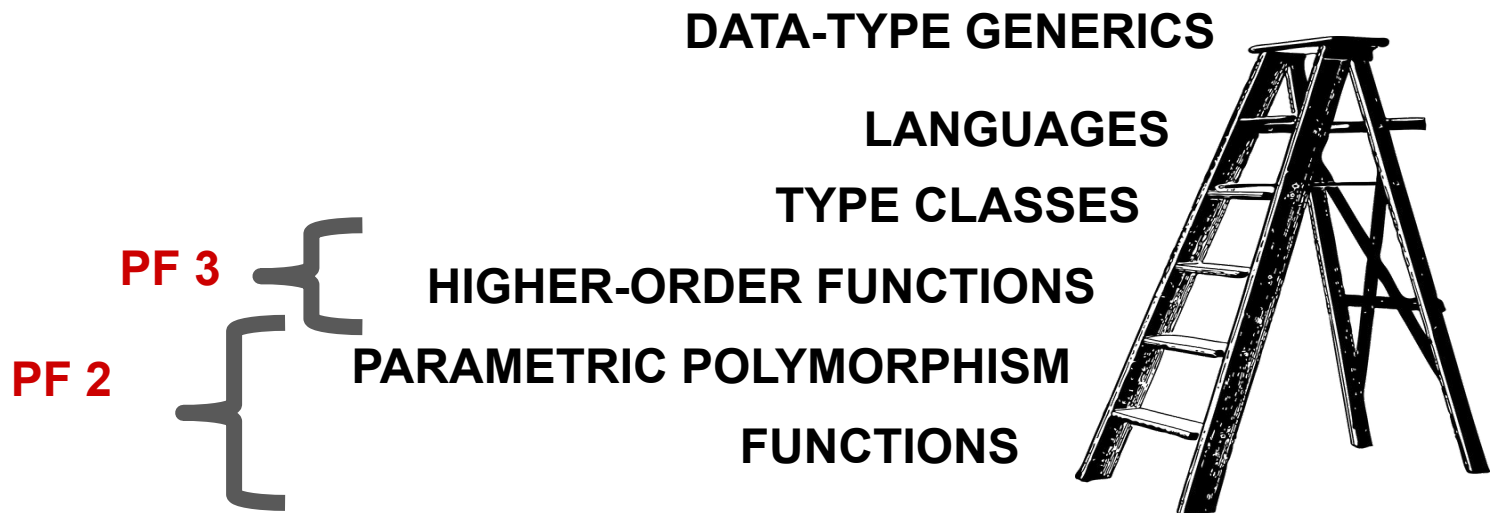 DATA-TYPE GENERICS
LANGUAGES
TYPE CLASSES
PF 3
HIGHER-ORDER FUNCTIONS
PARAMETRIC POLYMORPHISM
PF 2
FUNCTIONS